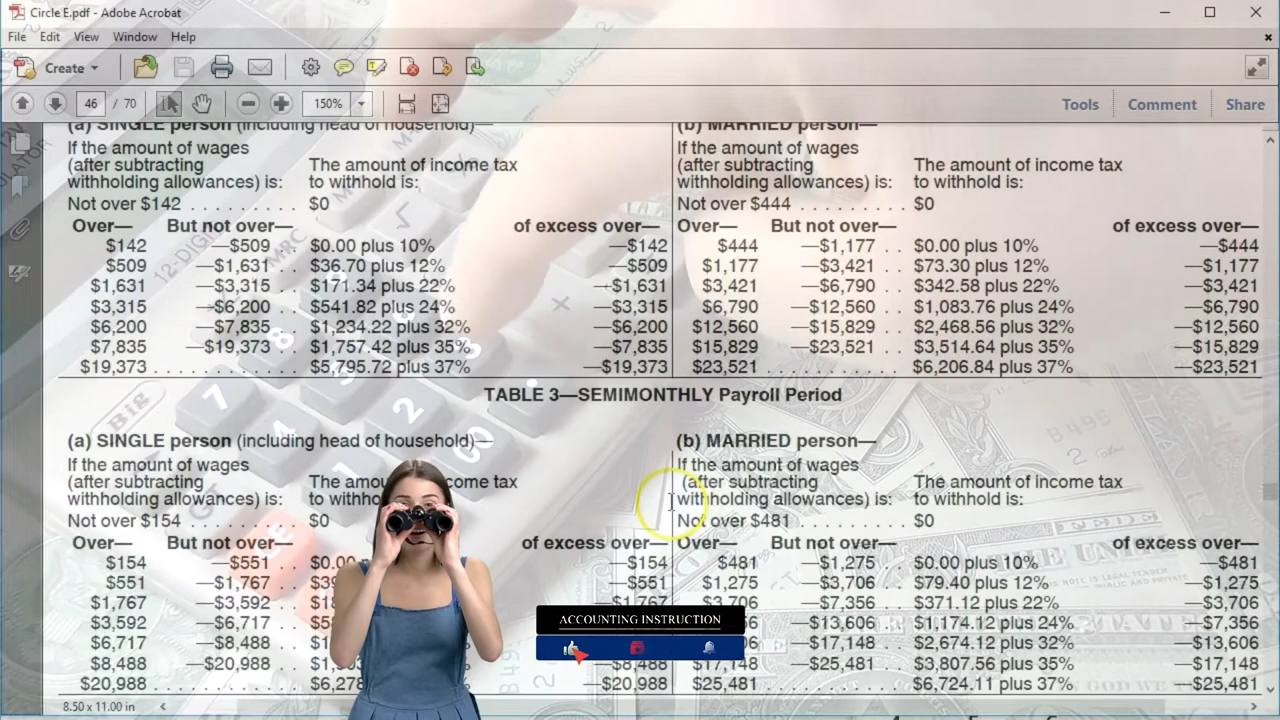 Circle E.pdf - Adobe Acrobat
File Edit View Window Help
Create
46 / 70 150% Tools Comment Share
(a) SINGLE person (including head of household)— (b) MARRIED person—
If the amount of wages If the amount of wages
(after subtracting The amount of income tax (after subtracting The amount of income tax
withholding allowances) is: to withhold is: withholding allowances) is: to withhold is:
Not over $142 . . . . . . . . . $0 Not over $444 . . . . . . . . . $0
Over— But not over— of excess over— Over— But not over— of excess over—
$142 —$509 . . $0.00 plus 10% —$142 $444 —$1,177 . . $0.00 plus 10% —$444
$509 —$1,631 . . $36.70 plus 12% —$509 $1,177 —$3,421 . . $73.30 plus 12% —$1,177
$1,631 —$3,315 . . $171.34 plus 22% —$1,631 $3,421 —$6,790 . . $342.58 plus 22% —$3,421
$3,315 —$6,200 . . $541.82 plus 24% —$3,315 $6,790 —$12,560 . . $1,083.76 plus 24% —$6,790
$6,200 —$7,835 . . $1,234.22 plus 32% —$6,200 $12,560 —$15,829 . . $2,468.56 plus 32% —$12,560
$7,835 —$19,373 . . $1,757.42 plus 35% —$7,835 $15,829 —$23,521 . . $3,514.64 plus 35% —$15,829
$19,373 . . . . . . . . . . . $5,795.72 plus 37% —$19,373 $23,521 . . . . . . . . . . . $6,206.84 plus 37% —$23,521
TABLE 3—SEMIMONTHLY Payroll Period
(a) SINGLE person (including head of household)— (b) MARRIED person—
If the amount of wages If the amount of wages
(after subtracting The amou come tax (after subtracting The amount of income tax
withholding allowances) is: to withho withholding allowances) is: to withhold is:
Not over $154 . . . . . . . . . $0 Not over $481 . . . . . . . . . $0
Over— But not over— of excess over— Over— But not over— of excess over—
$154 —$551 . . $0.0 —$154 $481 —$1,275 . . $0.00 plus 10% —$481
$551 —$1,767 . . —$551 $1,275 —$3,706 . . $79.40 plus 12% —$1,275
$1,767 —$3,592 . . —$1,767 $3,706 —$7,356 . . $371.12 plus 22% —$3,706
$3,592 —$6,717 . . —$13,606 . . $1,174.12 plus 24% —$7,356
$6,717 —$8,488 . . 17,148 . . $2,674.12 plus 32% —$13,606
$8,488 —$20,988 . . —$8,488 $17,148 —$25,481 . . $3,807.56 plus 35% —$17,148
$20,988 . . . . . . . . . . . $6,278 —$20,988 $25,481 . . . . . . . . . . . $6,724.11 plus 37% —$25,481
ACCOUNTING INSTRUCTION
8.50 x 11.00 in